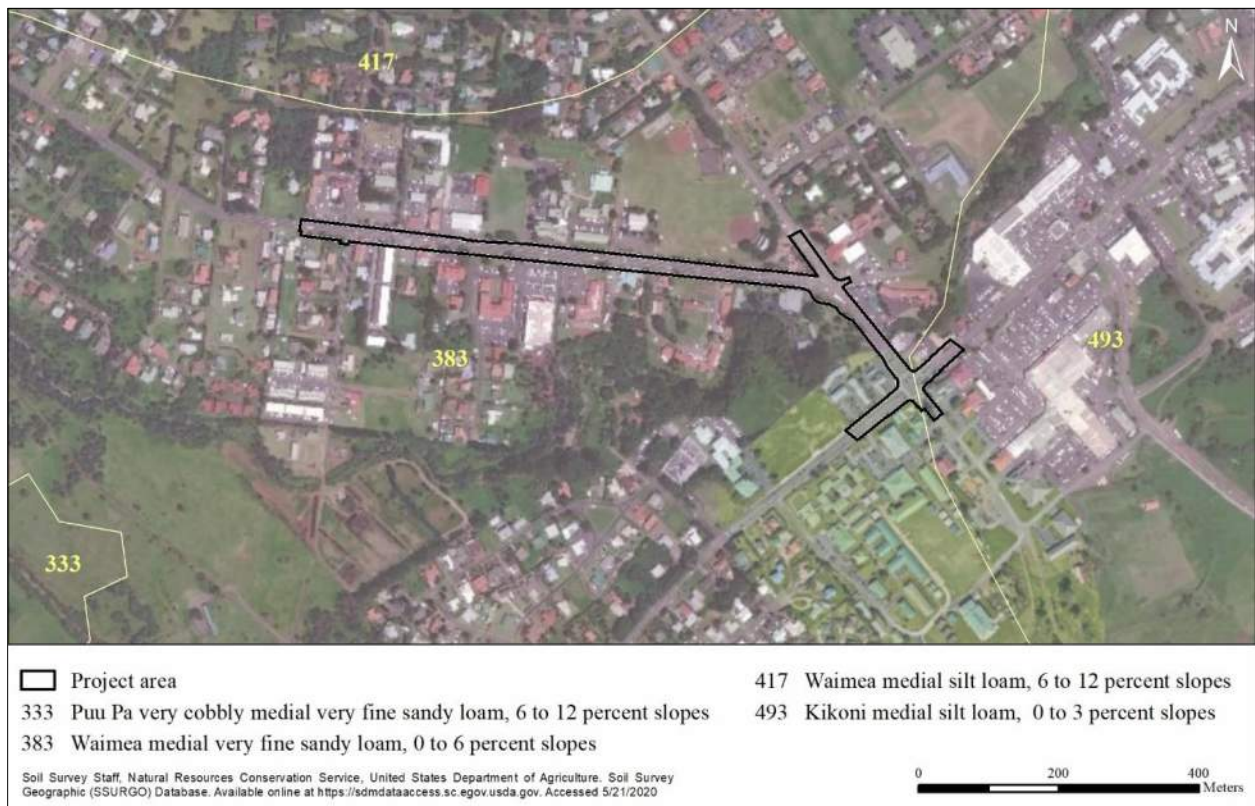 N
417
383
493
333
Project area
333 Puu Pa very cobbly medial very fine sandy loam, 6 to 12 percent slopes
383 Waimea medial very fine sandy loam, 0 to 6 percent slopes
417 Waimea medial silt loam, 6 to 12 percent slopes
493 Kikoni medial silt loam, 0 to 3 percent slopes
Soil Survey Staff, Natural Resources Conservation Service, United States Department of Agriculture. Soil Survey
Geographic (SSURGO) Database. Available online at https://sdmdataaccess.sc.egov.usda.gov. Accessed 5/21/2020
0 200 400
Meters